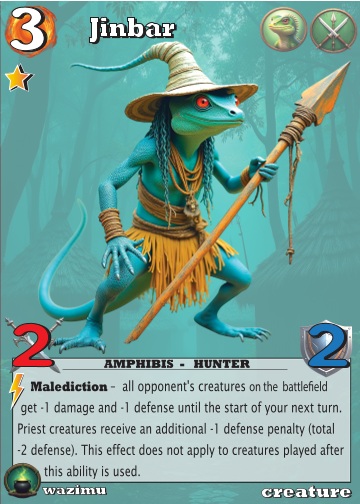 3
Jinbar
A
2
2
AMPHIBIS - HUNTER
Malediction - all opponent's creatures on the battlefield
get -1 damage and -1 defense until the start of your next turn.
Priest creatures receive an additional -1 defense penalty (total
-2 defense). This effect does not apply to creatures played after
this ability is used.
wazimu
creature